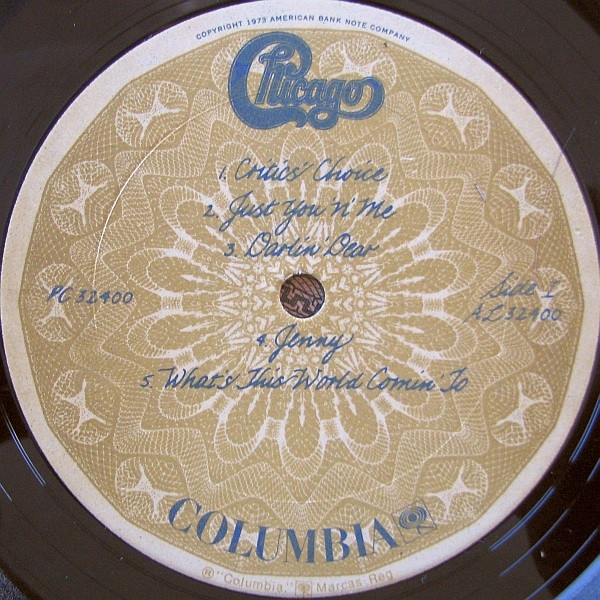 COPYRIGHT 1973 AMERICAN BANK NOTE COMPANY
Chicago
1. Critics' Choice
2. Just You 'n' Me
3. Darlin' Dear
PC 32400
Side 1
AL 32400
4. Jenny
5. What's This World Comin' To
COLUMBIA
® "Columbia," Marcas Reg